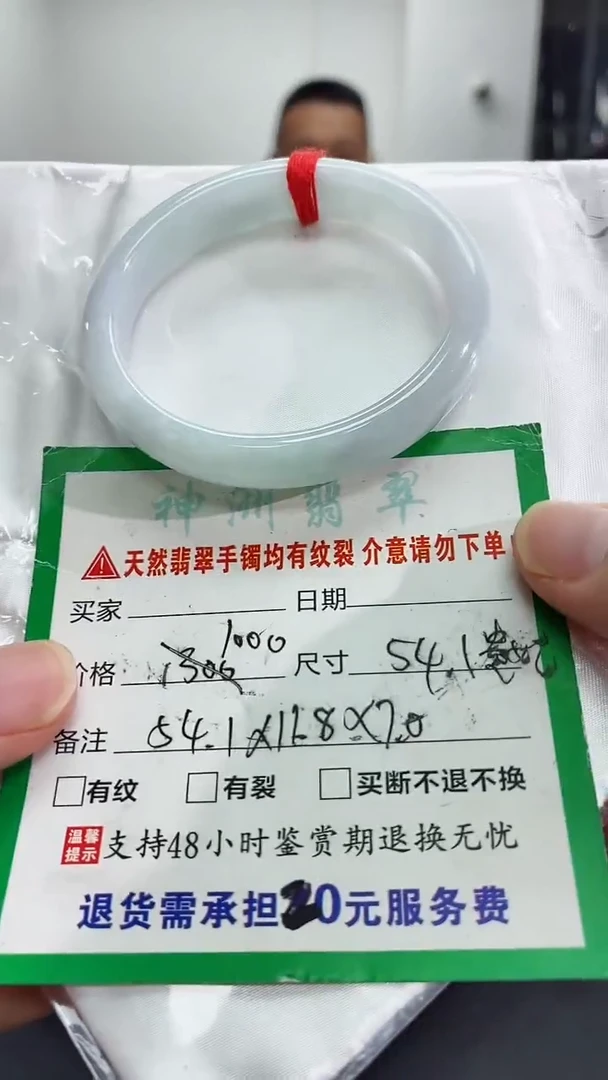 神洲翡翠
天然翡翠手镯均有纹裂 介意请勿下单
买家 日期
1000
价格 1300 尺寸 54.1
备注 54.1X11.8X7.0
有纹 有裂 买断不退不换
温馨提示 支持48小时鉴赏期退换无忧
退货需承担20元服务费